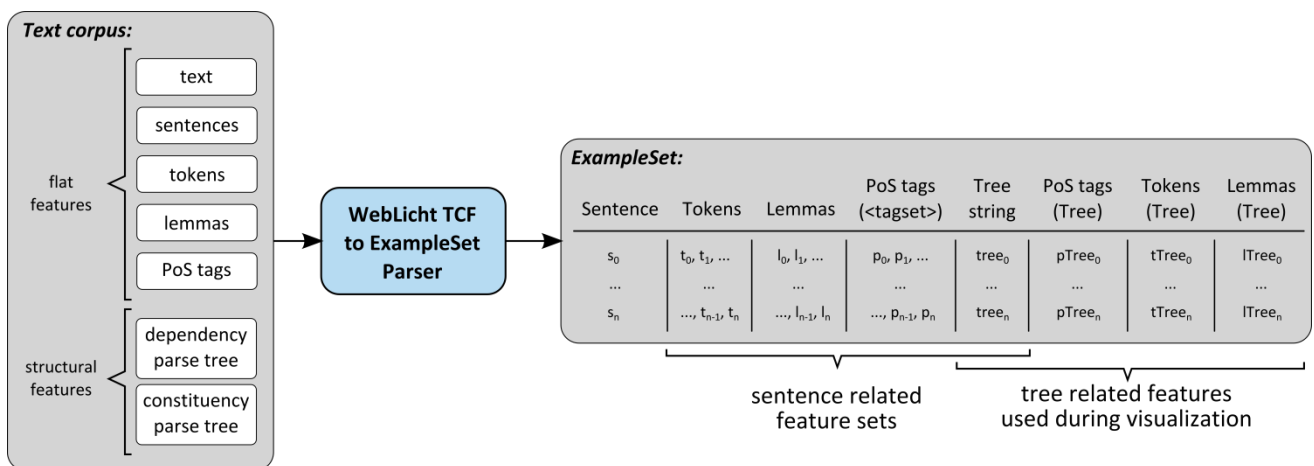 Text corpus:
text
sentences
tokens
lemmas
PoS tags
flat
features
dependency
parse tree
constituency
parse tree
structural
features
WebLicht TCF
to ExampleSet
Parser
ExampleSet:
Sentence Tokens Lemmas PoS tags (<tagset>) Tree string PoS tags (Tree) Tokens (Tree) Lemmas (Tree)
s0 t0, t1, ... l0, l1, ... p0, p1, ... tree0 pTree0 tTree0 lTree0
... ... ... ... ... ... ... ...
sn ..., tn-1, tn ..., ln-1, ln ..., pn-1, pn treen pTreen tTreen lTreen
sentence related
feature sets
tree related features
used during visualization